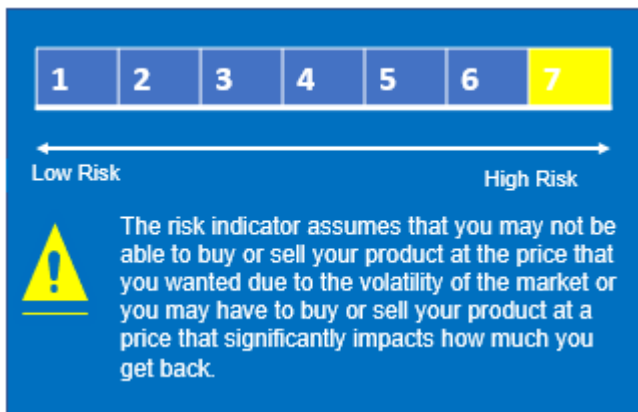 1 2 3 4 5 6 7
Low Risk High Risk
!
The risk indicator assumes that you may not be
able to buy or sell your product at the price that
you wanted due to the volatility of the market or
you may have to buy or sell your product at a
price that significantly impacts how much you
get back.